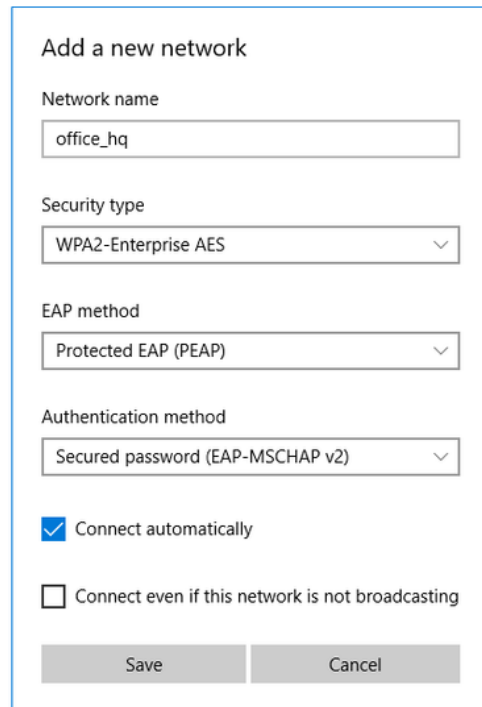 Add a new network
Network name
office_hq
Security type
WPA2-Enterprise AES
EAP method
Protected EAP (PEAP)
Authentication method
Secured password (EAP-MSCHAP v2)
Connect automatically
Connect even if this network is not broadcasting
Save Cancel